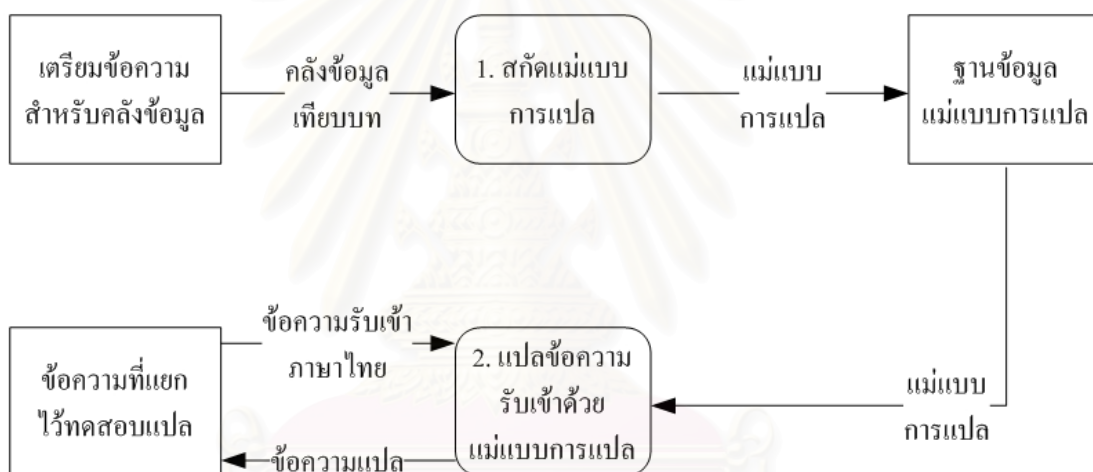 เตรียมข้อความ
สำหรับคลังข้อมูล
คลังข้อมูล
เทียบบท
1. สกัดแม่แบบ
การแปล
แม่แบบ
การแปล
ฐานข้อมูล
แม่แบบการแปล
ข้อความที่แยก
ไว้ทดสอบแปล
ข้อความรับเข้า
ภาษาไทย
ข้อความแปล
2. แปลข้อความ
รับเข้าด้วย
แม่แบบการแปล
แม่แบบ
การแปล